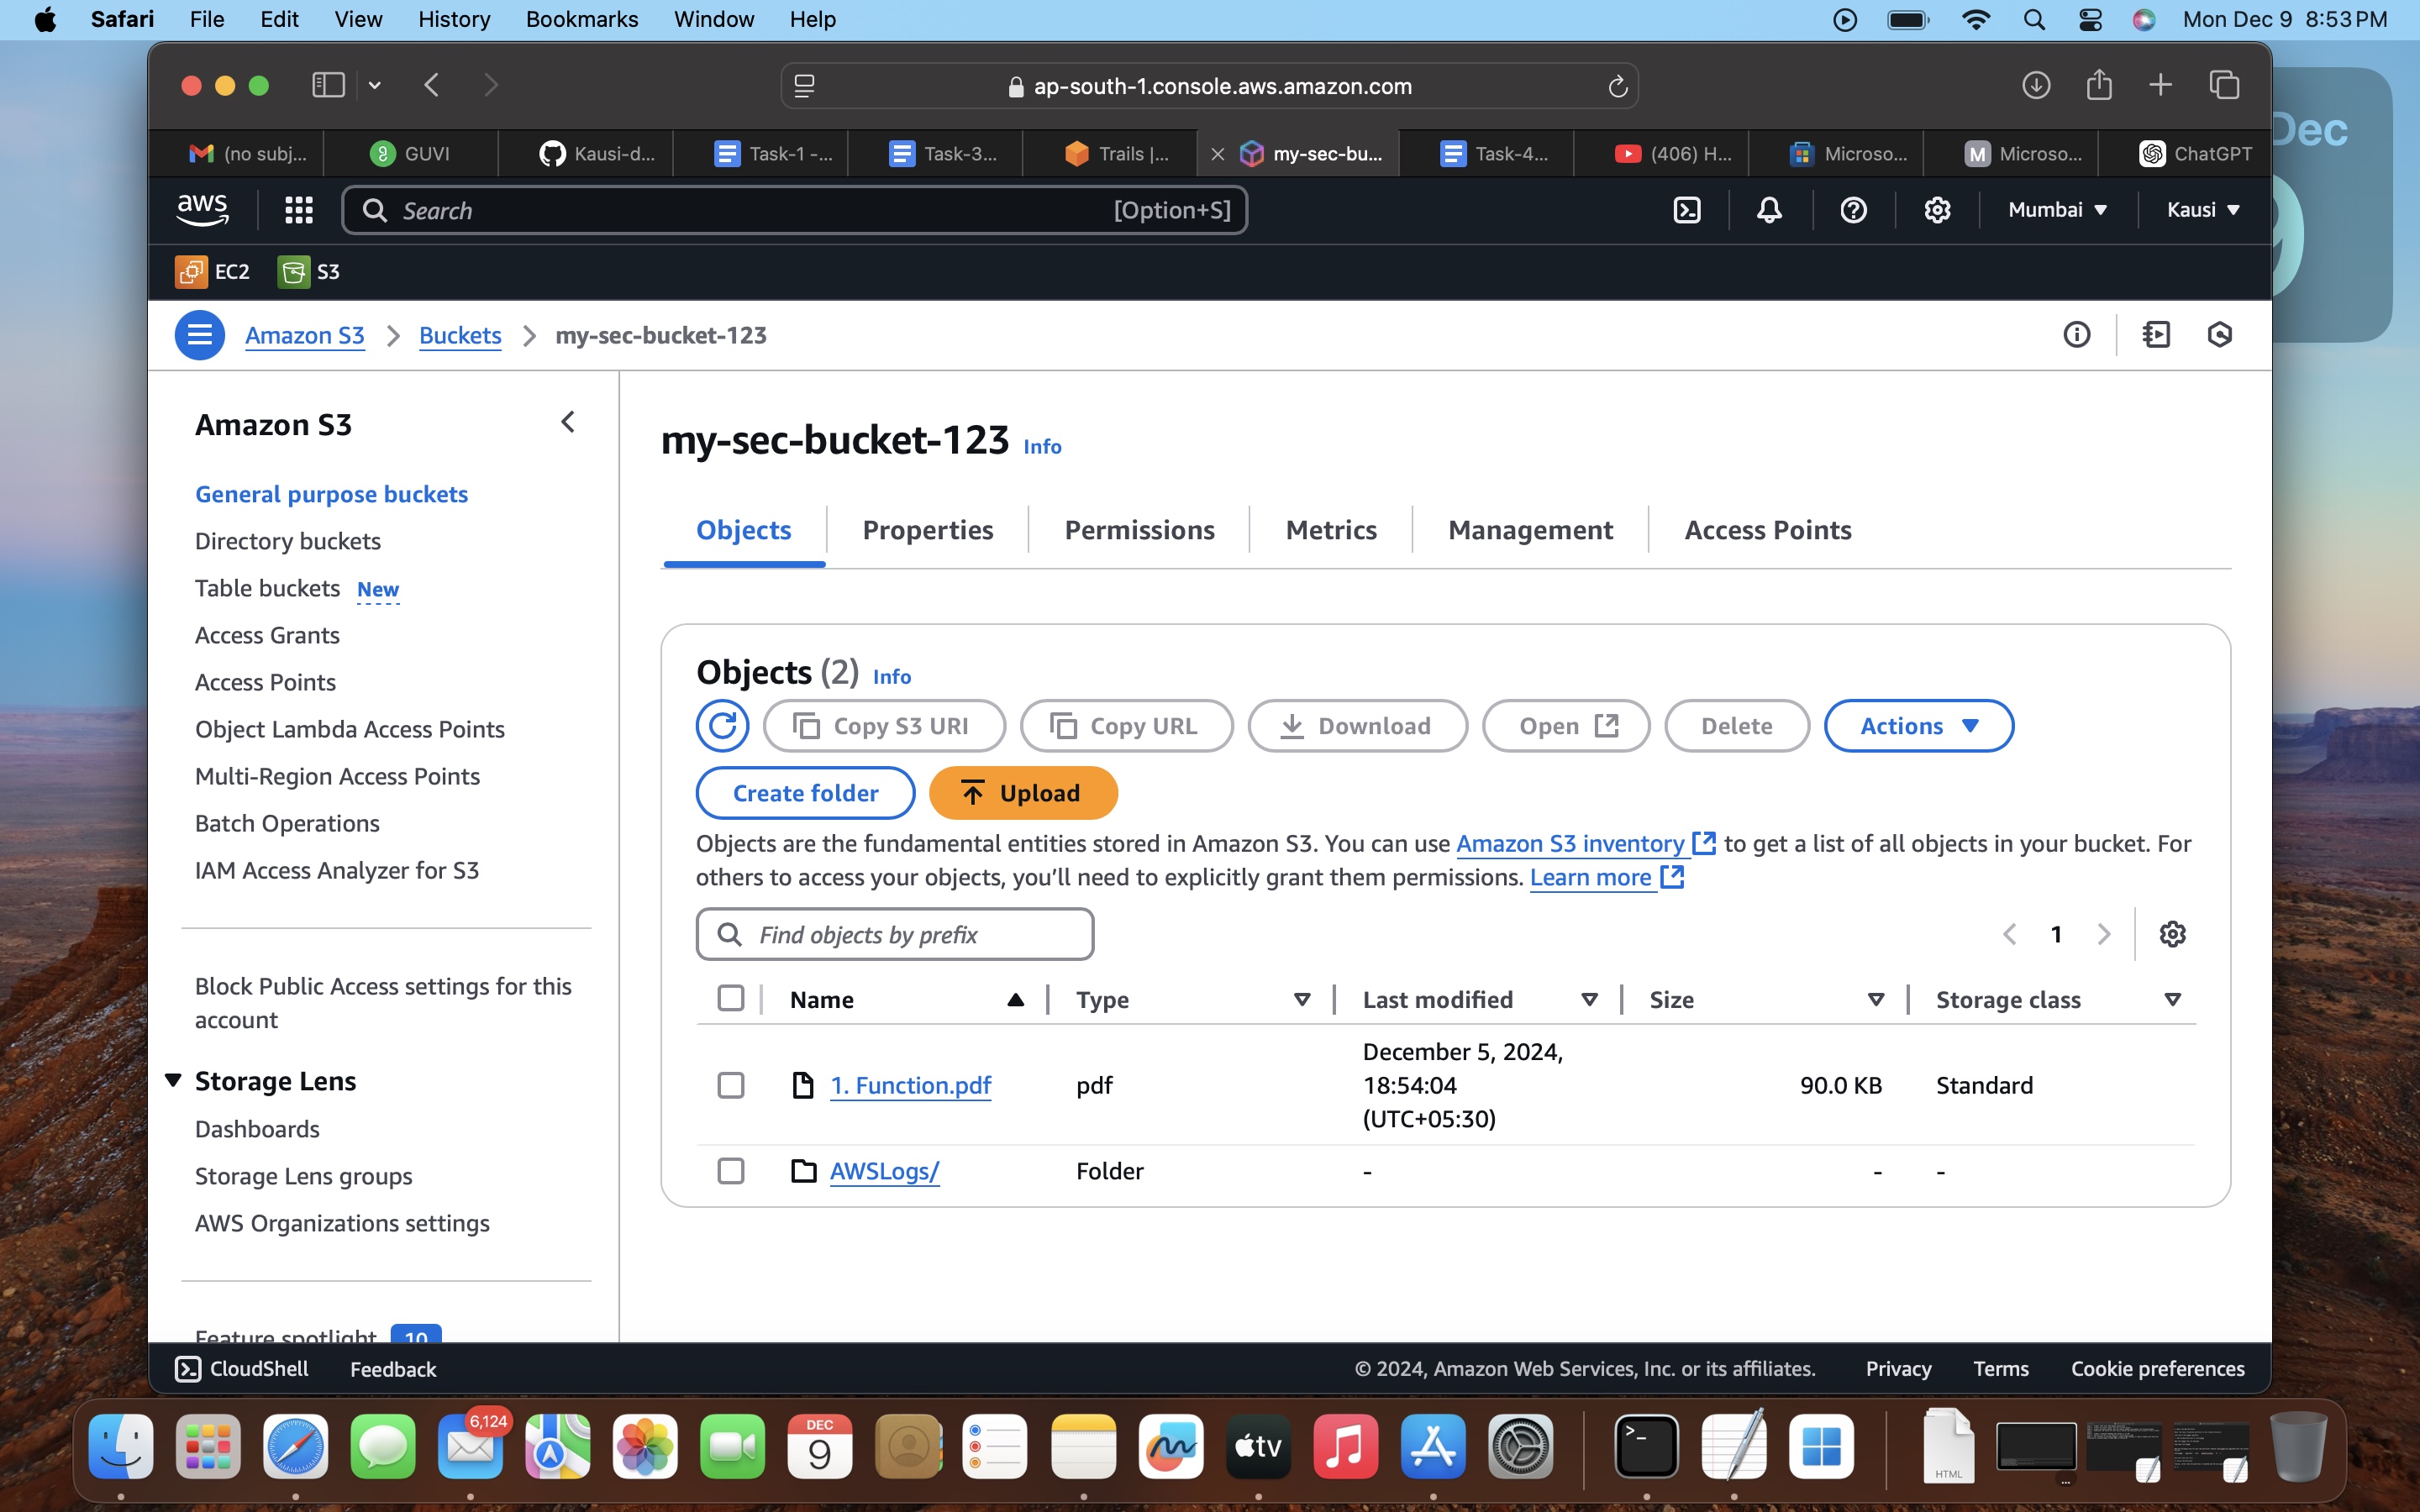 Safari File Edit View History Bookmarks Window Help Mon Dec 9 8:53 PM
ap-south-1.console.aws.amazon.com
Dec
(no subj... GUVI Kausi-d... Task-1 -... Task-3... Trails |... my-sec-bu... Task-4... (406) H... Microso... Microso... ChatGPT
aws Search [Option+S] Mumbai Kausi
EC2 S3
Amazon S3 Buckets my-sec-bucket-123
Amazon S3
General purpose buckets
Directory buckets
Table buckets New
Access Grants
Access Points
Object Lambda Access Points
Multi-Region Access Points
Batch Operations
IAM Access Analyzer for S3
Block Public Access settings for this
account
Storage Lens
Dashboards
Storage Lens groups
AWS Organizations settings
Feature spotlight 10
my-sec-bucket-123 Info
Objects Properties Permissions Metrics Management Access Points
Objects (2) Info
Copy S3 URI Copy URL Download Open Delete Actions
Create folder Upload
Objects are the fundamental entities stored in Amazon S3. You can use Amazon S3 inventory to get a list of all objects in your bucket. For
others to access your objects, you’ll need to explicitly grant them permissions. Learn more
Find objects by prefix 1
Name Type Last modified Size Storage class
1. Function.pdf pdf December 5, 2024, 18:54:04 (UTC+05:30) 90.0 KB Standard
AWSLogs/ Folder - - -
CloudShell Feedback © 2024, Amazon Web Services, Inc. or its affiliates. Privacy Terms Cookie preferences
6,124
DEC
9
tv
HTML